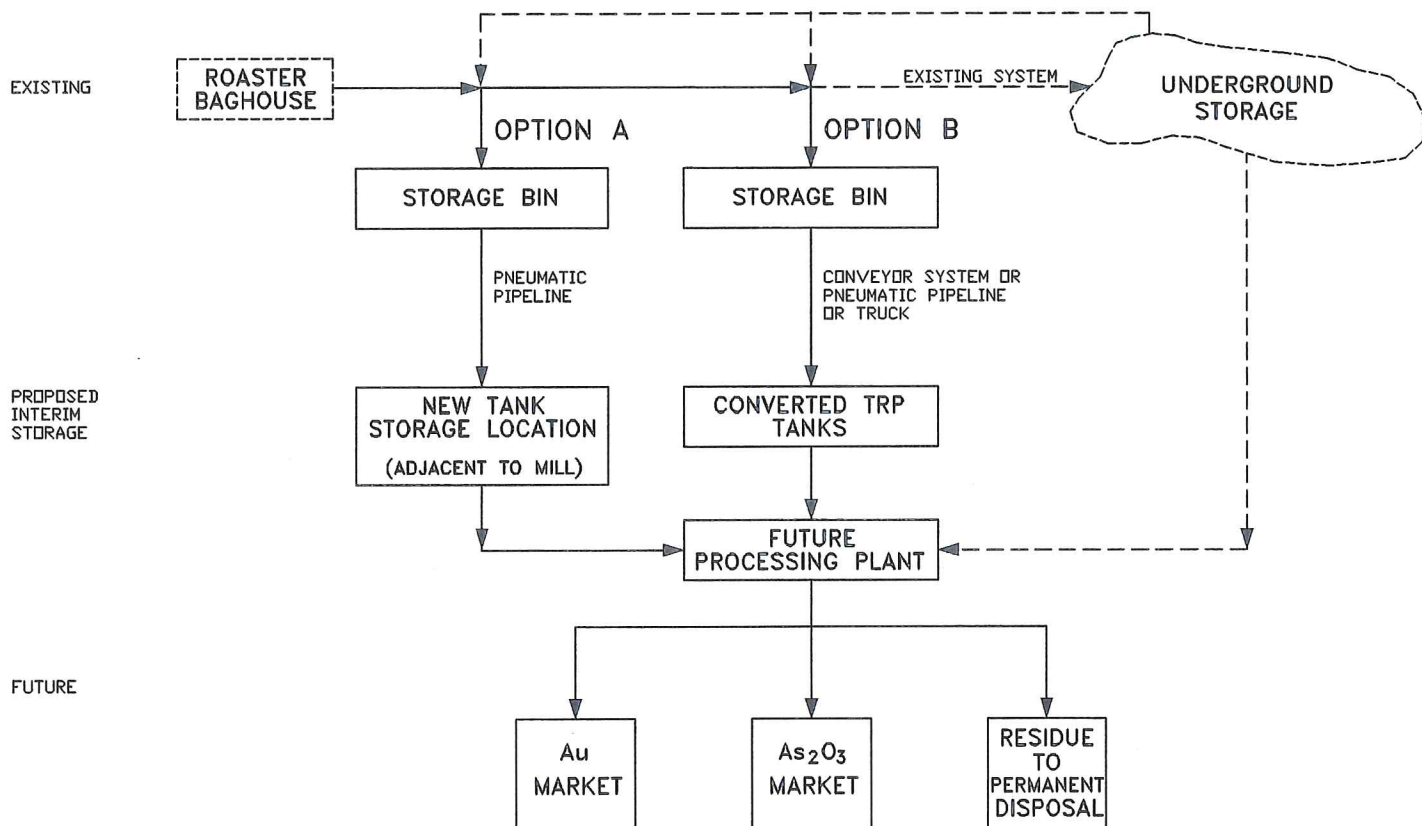 EXISTING
ROASTER
BAGHOUSE
EXISTING SYSTEM
UNDERGROUND
STORAGE
OPTION A
OPTION B
STORAGE BIN
STORAGE BIN
PNEUMATIC
PIPELINE
CONVEYOR SYSTEM OR
PNEUMATIC PIPELINE
OR TRUCK
PROPOSED
INTERIM
STORAGE
NEW TANK
STORAGE LOCATION
(ADJACENT TO MILL)
CONVERTED TRP
TANKS
FUTURE
PROCESSING PLANT
FUTURE
Au
MARKET
As₂O₃
MARKET
RESIDUE
TO
PERMANENT
DISPOSAL